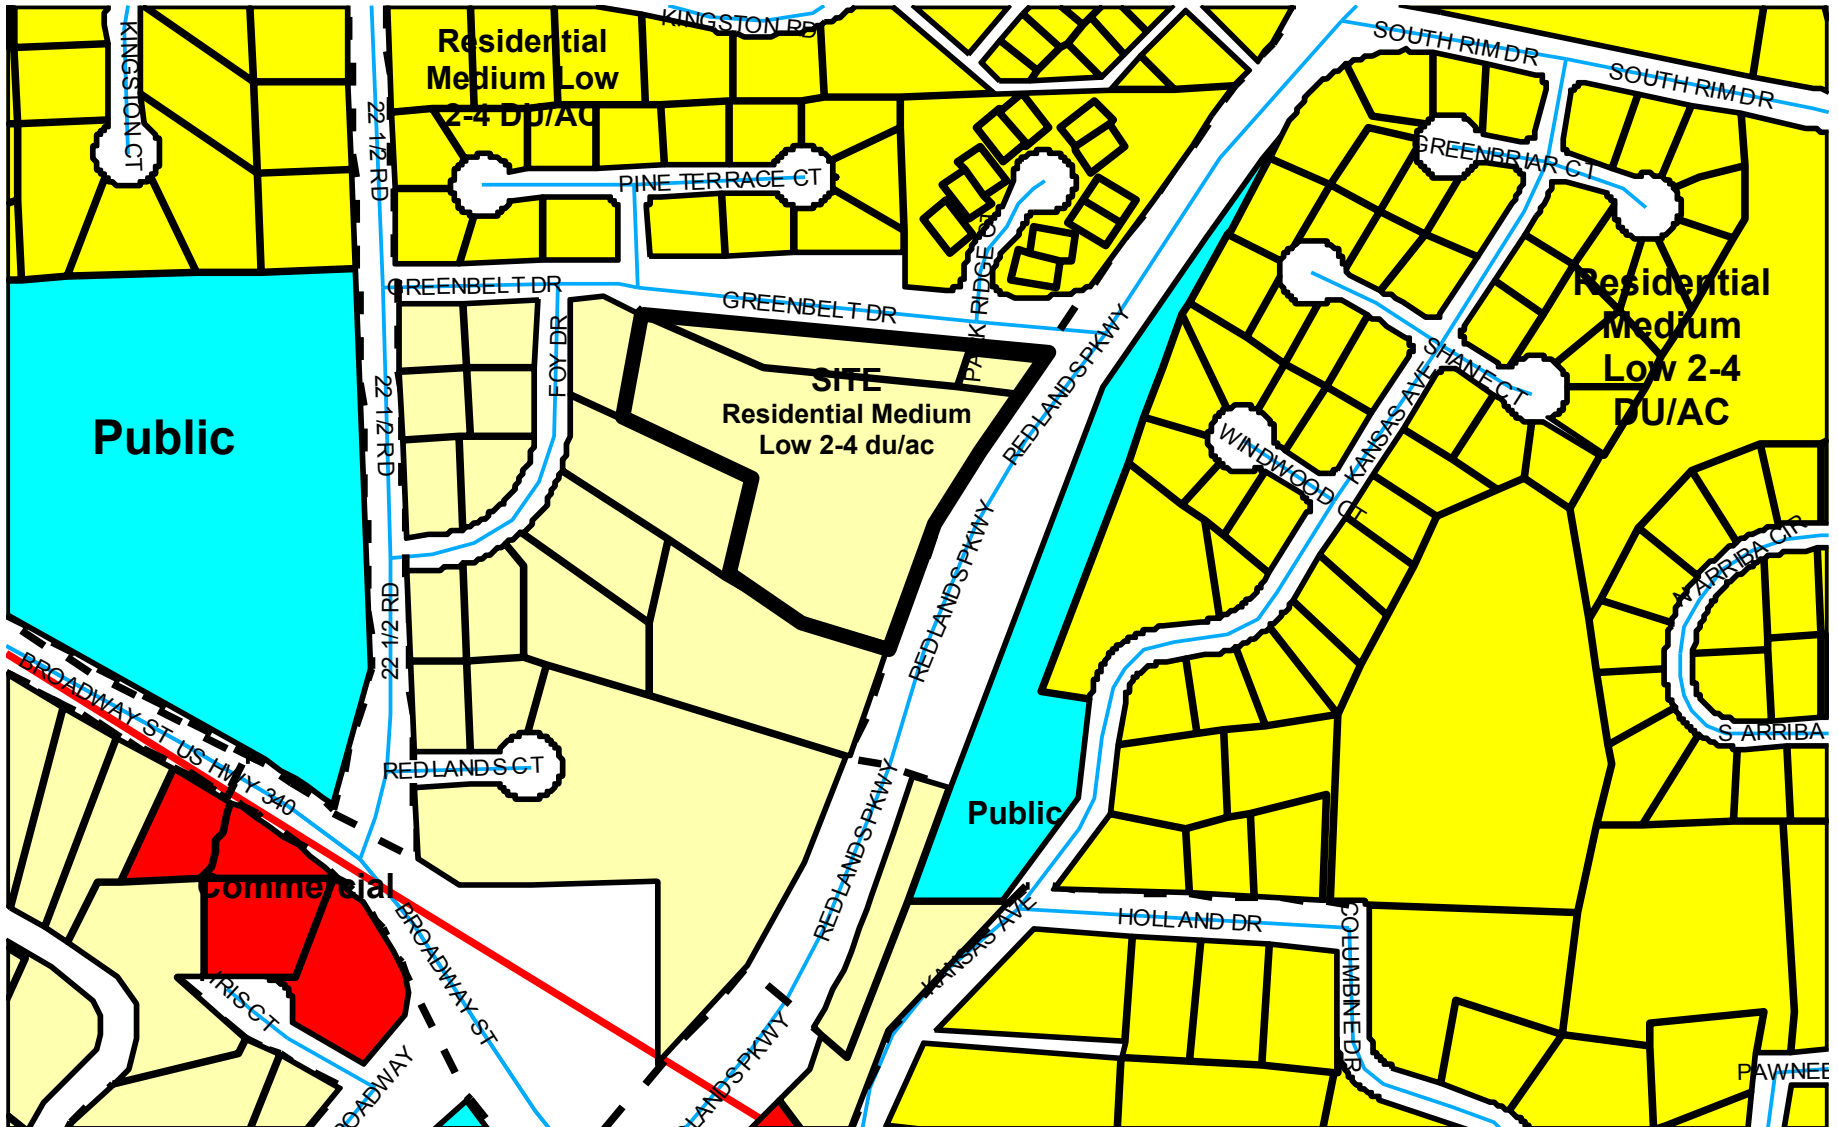 KINGSTON RD
SOUTH RIM DR
SOUTH RIM DR
KINGSTON CT
Residential
Medium Low
2-4 DU/AC
22 1/2 RD
GREENBRIAR CT
PINE TERRACE CT
PARK RIDGE CT
GREENBELT DR
GREENBELT DR
FOY DR
REDLANDS PKWY
Residential
Medium
Low 2-4
DU/AC
SHANE CT
SITE
Residential Medium
Low 2-4 du/ac
22 1/2 RD
Public
KANSAS AVE
WINDWOOD CT
REDLANDS PKWY
N ARRIBA CIR
22 1/2 RD
BROADWAY ST US HWY 340
S ARRIBA
REDLANDS CT
REDLANDS PKWY
Public
Commercial
BROADWAY ST
KANSAS AVE
HOLLAND DR
COLUMBINE DR
IRIS CT
PAWNEE